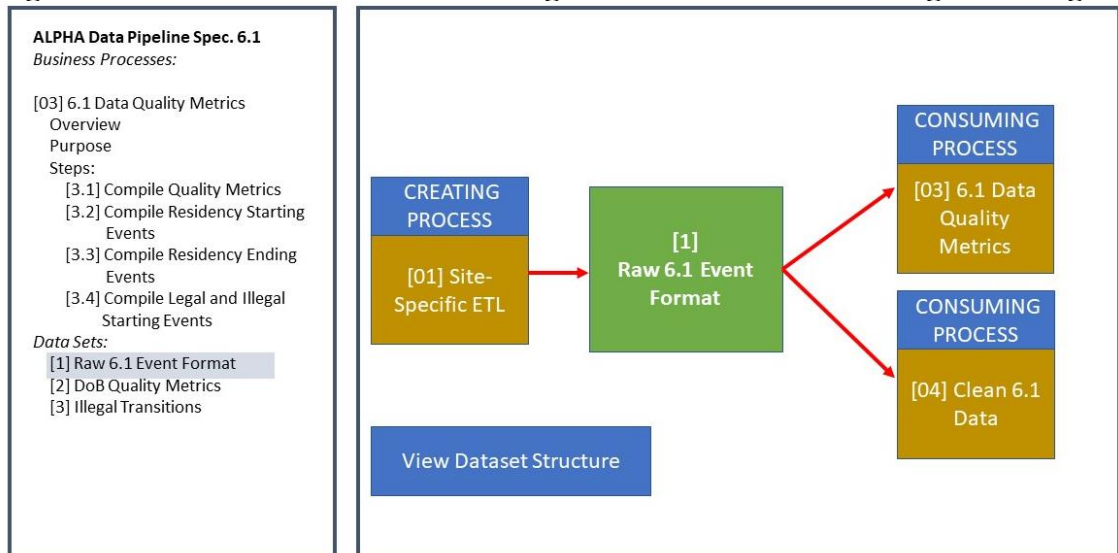 ALPHA Data Pipeline Spec. 6.1
Business Processes:
[03] 6.1 Data Quality Metrics
Overview
Purpose
Steps:
[3.1] Compile Quality Metrics
[3.2] Compile Residency Starting
Events
[3.3] Compile Residency Ending
Events
[3.4] Compile Legal and Illegal
Starting Events
Data Sets:
[1] Raw 6.1 Event Format
[2] DoB Quality Metrics
[3] Illegal Transitions
CREATING
PROCESS
[01] Site-
Specific ETL
[1]
Raw 6.1 Event
Format
CONSUMING
PROCESS
[03] 6.1 Data
Quality
Metrics
CONSUMING
PROCESS
[04] Clean 6.1
Data
View Dataset Structure